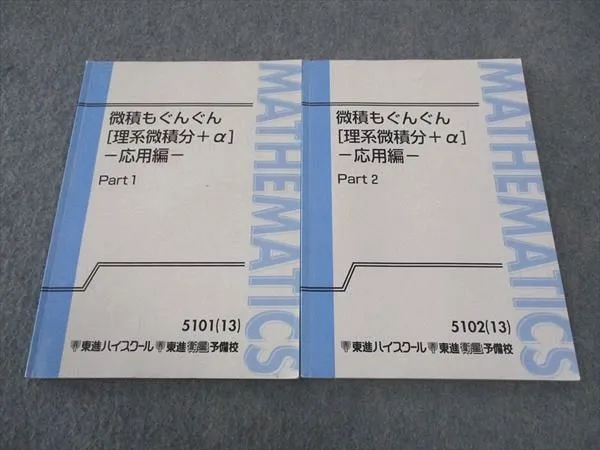 微積もぐんぐん
[理系微積分+α]
-応用編-
Part 1
5101(13)
東進ハイスクール 東進衛星予備校
MATHEMATICS
微積もぐんぐん
[理系微積分+α]
-応用編-
Part 2
5102(13)
東進ハイスクール 東進衛星予備校
MATHEMATICS